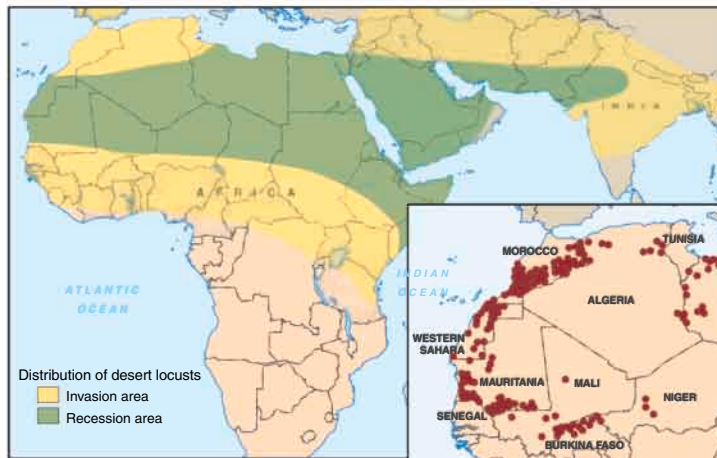 INDIA
AFRICA
ATLANTIC
OCEAN
INDIAN
OCEAN
Distribution of desert locusts
Invasion area
Recession area
TUNISIA
MOROCCO
ALGERIA
WESTERN
SAHARA
MAURITANIA
MALI
NIGER
SENEGAL
BURKINA FASO